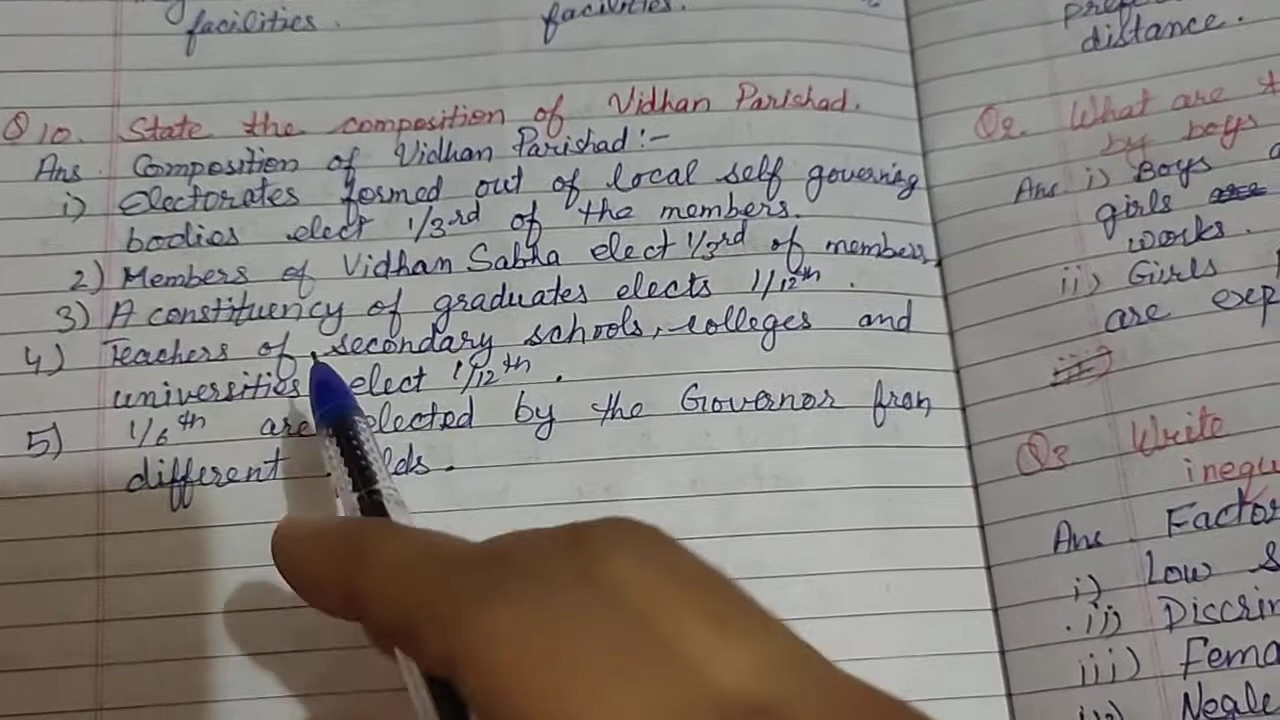 facilities.
facilities.
Q 10. State the composition of Vidhan Parishad.
Ans. Composition of Vidhan Parishad:-
i) Electorates formed out of local self governing
bodies elect 1/3rd of the members.
2) Members of Vidhan Sabha elect 1/3rd of members.
3) A constituency of graduates elects 1/12th.
4) Teachers of secondary schools, colleges and
universities elect 1/12th.
5) 1/6th are elected by the Governor from
different
distance.
Q2. What are
by boys
Ans i) Boys
girls
works.
ii) Girls
are exp
iii)
Q3 Write
inequ
Ans Factor
i) Low S
ii) Discrim
iii) Fema
Negle